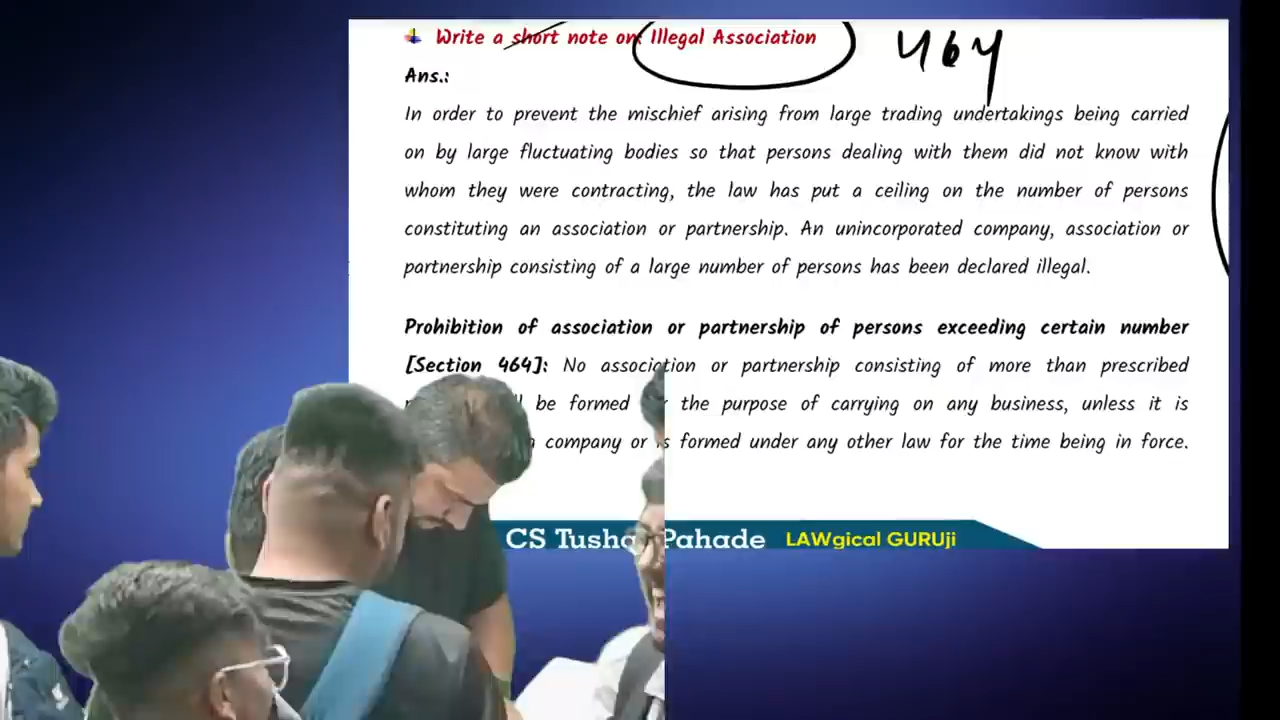 Write a short note on: Illegal Association
464
Ans.:
In order to prevent the mischief arising from large trading undertakings being carried
on by large fluctuating bodies so that persons dealing with them did not know with
whom they were contracting, the law has put a ceiling on the number of persons
constituting an association or partnership. An unincorporated company, association or
partnership consisting of a large number of persons has been declared illegal.
Prohibition of association or partnership of persons exceeding certain number
[Section 464]: No association or partnership consisting of more than prescribed
be formed the purpose of carrying on any business, unless it is
company or is formed under any other law for the time being in force.
CS Tushar Pahade LAWgical GURUji